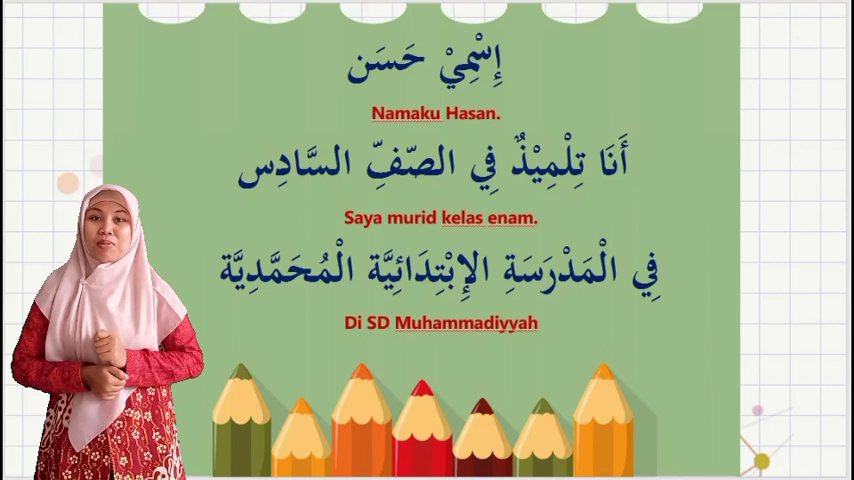 إِسْمِيْ حَسَن
Namaku Hasan.
أَنَا تِلْمِيْذٌ فِي الصّفِّ السَّادِس
Saya murid kelas enam.
فِي الْمَدْرَسَةِ الإِبْتِدَائِيَّة الْمُحَمَّدِيَّة
Di SD Muhammadiyyah